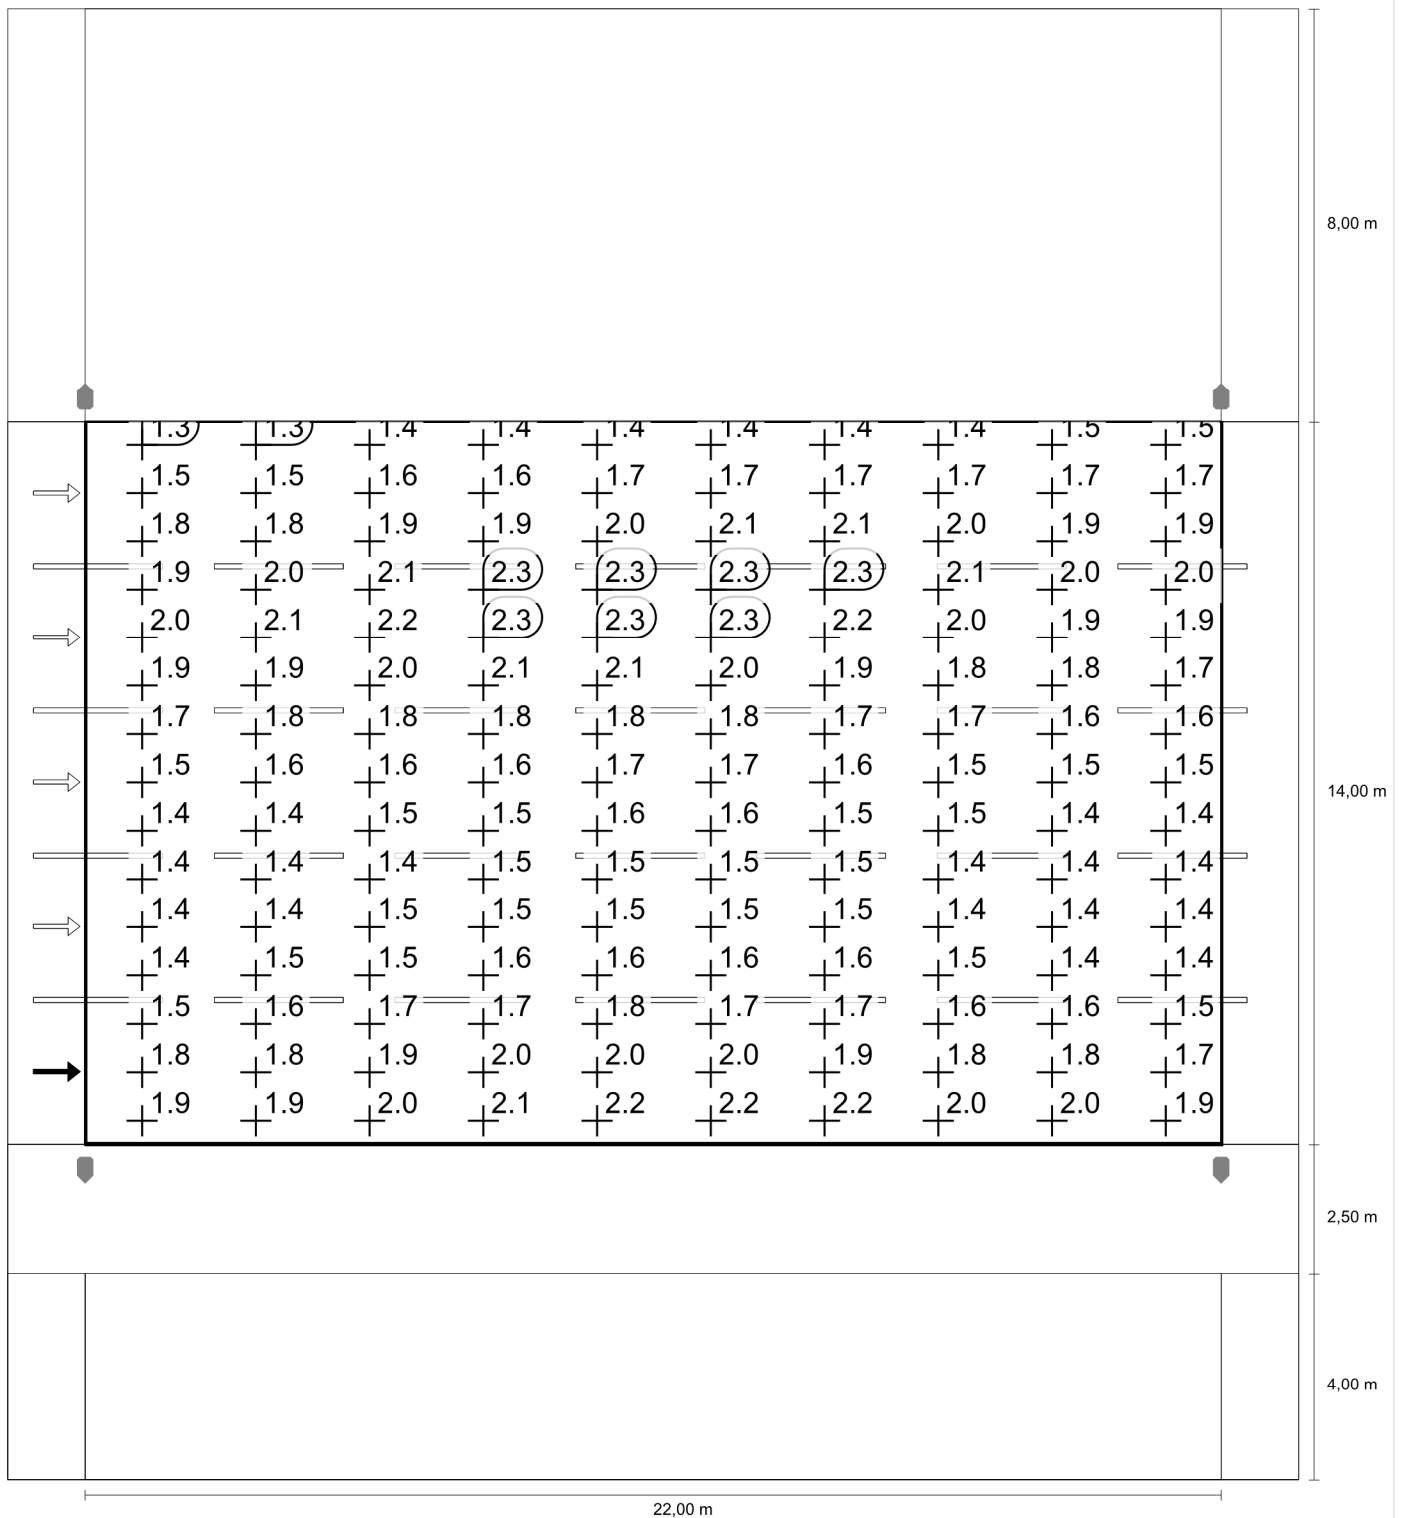 8,00 m
1.3 1.3 1.4 1.4 1.4 1.4 1.4 1.4 1.5 1.5
1.5 1.5 1.6 1.6 1.7 1.7 1.7 1.7 1.7 1.7
1.8 1.8 1.9 1.9 2.0 2.1 2.1 2.0 1.9 1.9
1.9 2.0 2.1 2.3 2.3 2.3 2.3 2.1 2.0 2.0
2.0 2.1 2.2 2.3 2.3 2.3 2.2 2.0 1.9 1.9
1.9 1.9 2.0 2.1 2.1 2.0 1.9 1.8 1.8 1.7
1.7 1.8 1.8 1.8 1.8 1.8 1.7 1.7 1.6 1.6
1.5 1.6 1.6 1.6 1.7 1.7 1.6 1.5 1.5 1.5
14,00 m
1.4 1.4 1.5 1.5 1.6 1.6 1.5 1.5 1.4 1.4
1.4 1.4 1.4 1.5 1.5 1.5 1.5 1.4 1.4 1.4
1.4 1.4 1.5 1.5 1.5 1.5 1.5 1.4 1.4 1.4
1.4 1.5 1.5 1.6 1.6 1.6 1.6 1.5 1.4 1.4
1.5 1.6 1.7 1.7 1.8 1.7 1.7 1.6 1.6 1.5
1.8 1.8 1.9 2.0 2.0 2.0 1.9 1.8 1.8 1.7
1.9 1.9 2.0 2.1 2.2 2.2 2.2 2.0 2.0 1.9
2,50 m
4,00 m
22,00 m